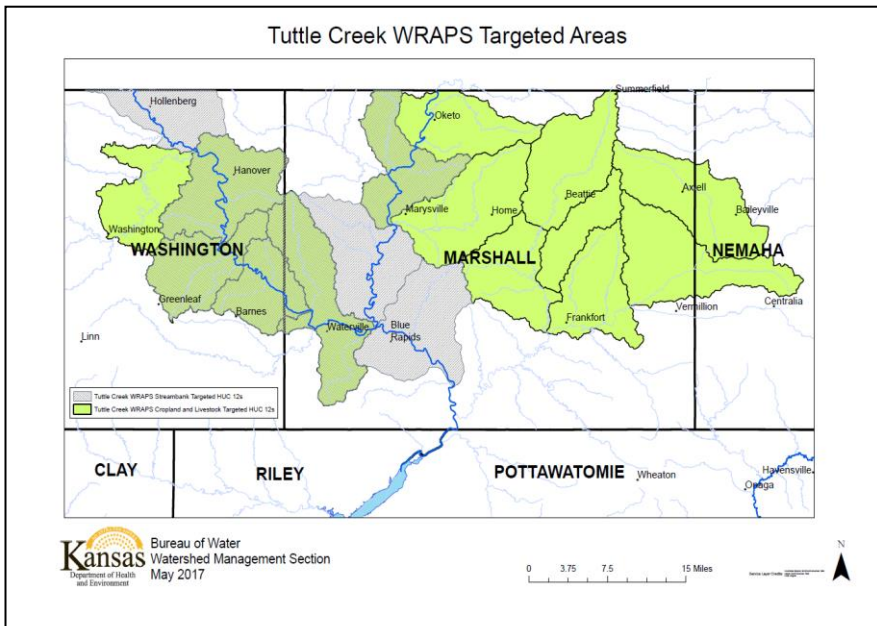 Tuttle Creek WRAPS Targeted Areas
Hollenberg
Summerfield
Oketo
Hanover
Marysville
Home
Beattie
Axtell
Baileyville
Washington
WASHINGTON
MARSHALL
NEMAHA
Greenleaf
Barnes
Waterville
Blue
Rapids
Frankfort
Vermillion
Centralia
Linn
Tuttle Creek WRAPS Streambank Targeted HUC 12s
Tuttle Creek WRAPS Cropland and Livestock Targeted HUC 12s
CLAY
RILEY
POTTAWATOMIE
Wheaton
Havensville
Onaga
Kansas
Department of Health
and Environment
Bureau of Water
Watershed Management Section
May 2017
0 3.75 7.5 15 Miles
N
Service Layer Credits: